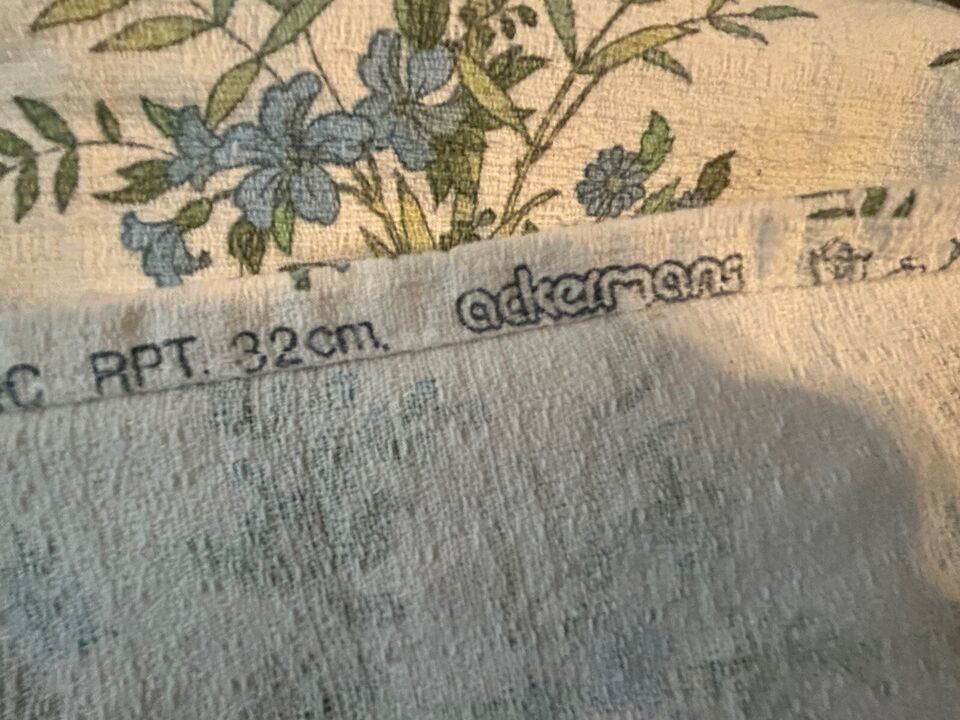 C RPT. 32cm. ackermans